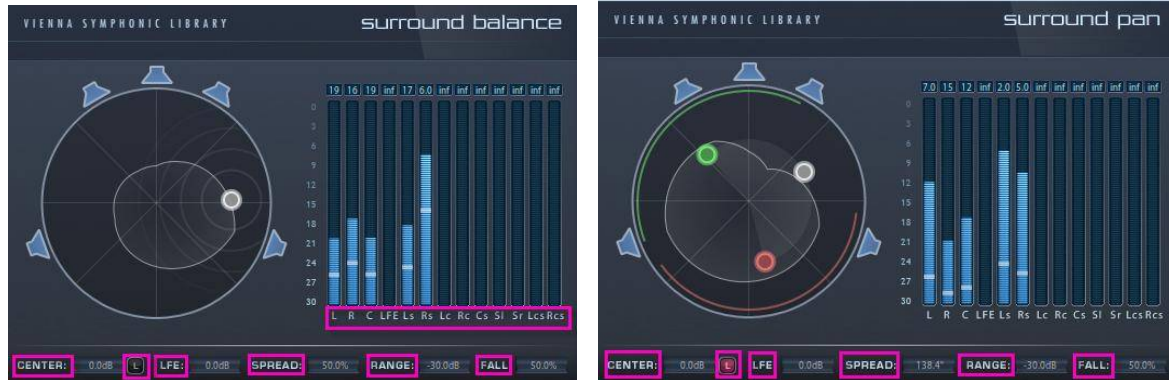 VIENNA SYMPHONIC LIBRARY surround balance
19 16 19 inf 17 6.0 inf inf inf inf inf inf inf
0
3
6
9
12
15
18
21
24
27
30
L R C LFE Ls Rs Lc Rc Cs Sl Sr Lcs Rcs
CENTER: 0.0dB L LFE: 0.0dB SPREAD: 50.0% RANGE: -30.0dB FALL 50.0%
VIENNA SYMPHONIC LIBRARY surround pan
7.0 15 12 inf 2.0 5.0 inf inf inf inf inf inf inf
0
3
6
9
12
15
18
21
24
27
30
L R C LFE Ls Rs Lc Rc Cs Sl Sr Lcs Rcs
CENTER: 0.0dB L LFE 0.0dB SPREAD: 138.4° RANGE: -30.0dB FALL: 50.0%